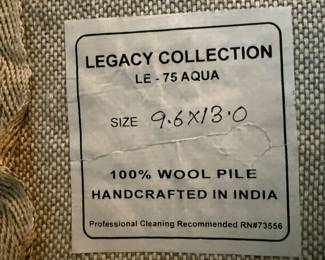 LEGACY COLLECTION
LE - 75 AQUA
SIZE 9.6X13.0
100% WOOL PILE
HANDCRAFTED IN INDIA
Professional Cleaning Recommended RN#73556